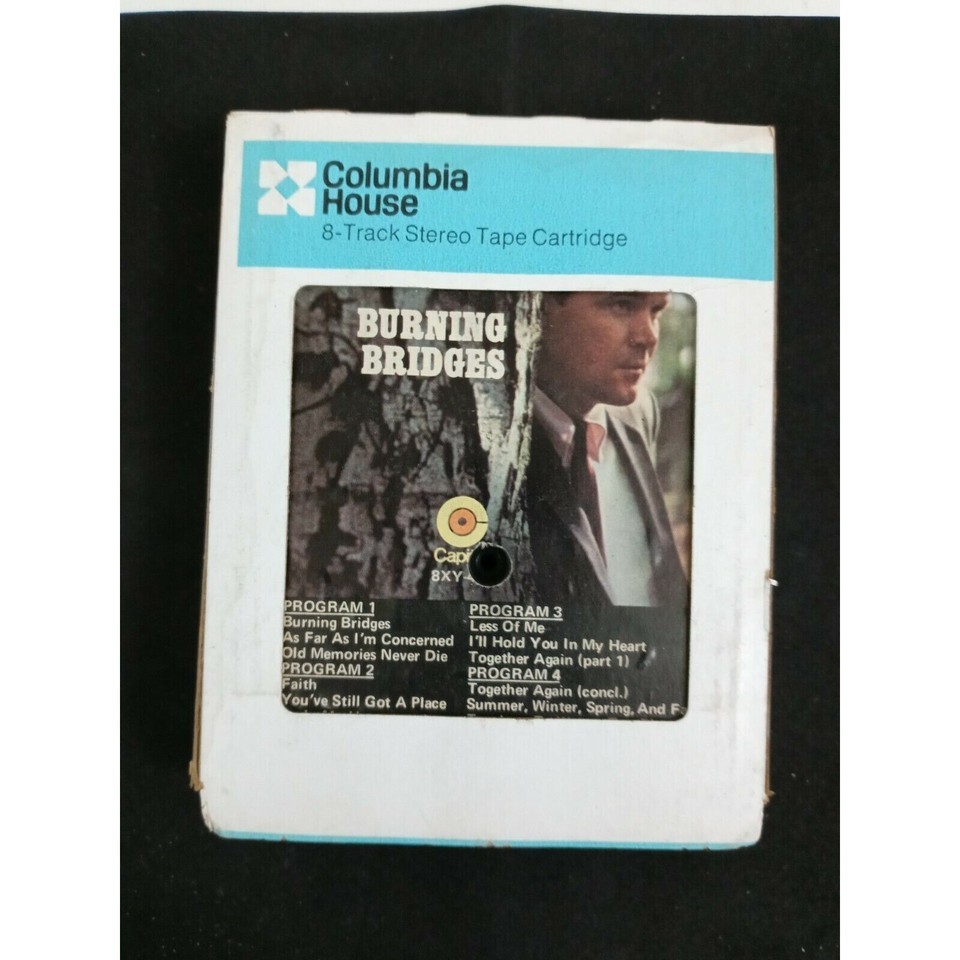 Columbia
House
8-Track Stereo Tape Cartridge
BURNING
BRIDGES
8XY-
PROGRAM 1
Burning Bridges
As Far As I'm Concerned
Old Memories Never Die
PROGRAM 2
Faith
You've Still Got A Place
PROGRAM 3
Less Of Me
I'll Hold You In My Heart
Together Again (part 1)
PROGRAM 4
Together Again (concl.)
Summer, Winter, Spring, And